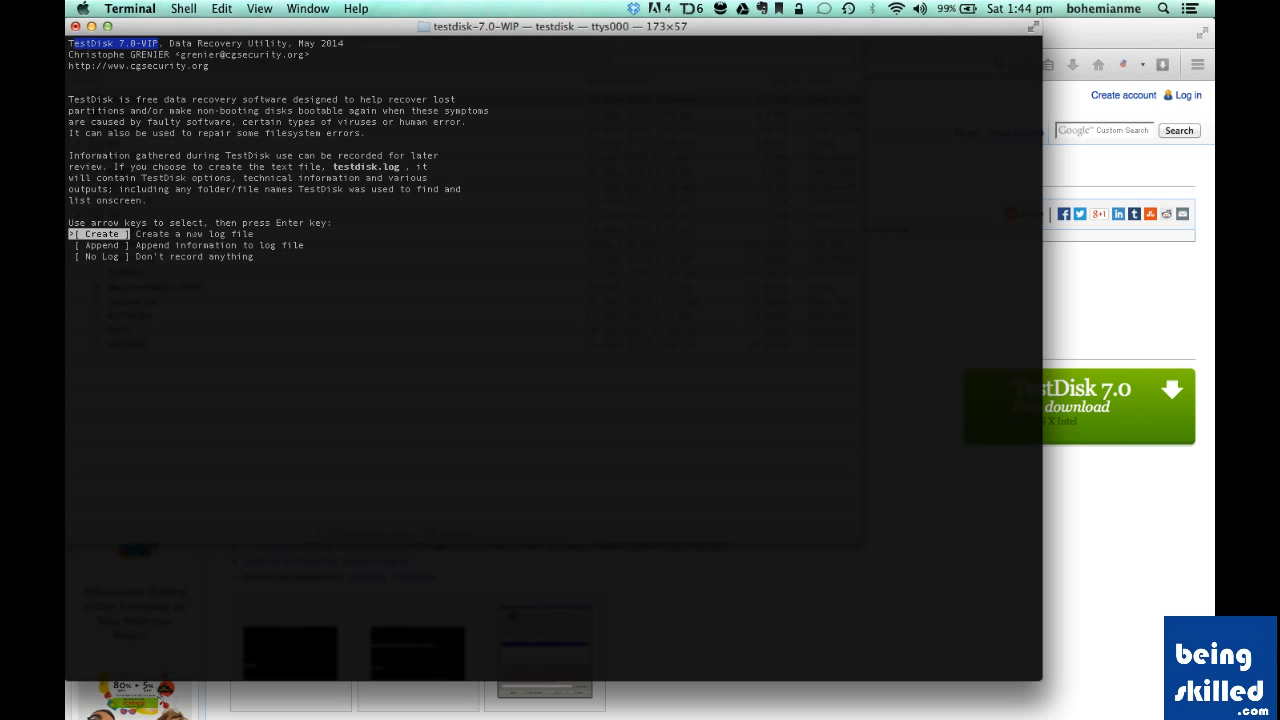 Terminal Shell Edit View Window Help 4 6 99% Sat 1:44 pm bohemianme
testdisk-7.0-WIP — testdisk — ttys000 — 173×57
TestDisk 7.0-WIP, Data Recovery Utility, May 2014
Christophe GRENIER <grenier@cgsecurity.org>
http://www.cgsecurity.org
TestDisk is free data recovery software designed to help recover lost
partitions and/or make non-booting disks bootable again when these symptoms
are caused by faulty software, certain types of viruses or human error.
It can also be used to repair some filesystem errors.
Information gathered during TestDisk use can be recorded for later
review. If you choose to create the text file, testdisk.log , it
will contain TestDisk options, technical information and various
outputs; including any folder/file names TestDisk was used to find and
list onscreen.
Use arrow keys to select, then press Enter key:
>[ Create ] Create a new log file
[ Append ] Append information to log file
[ No Log ] Don't record anything
Create account Log in
Google™ Custom Search Search
TestDisk 7.0
download
X Intel
80% + 5%
being
skilled
.com